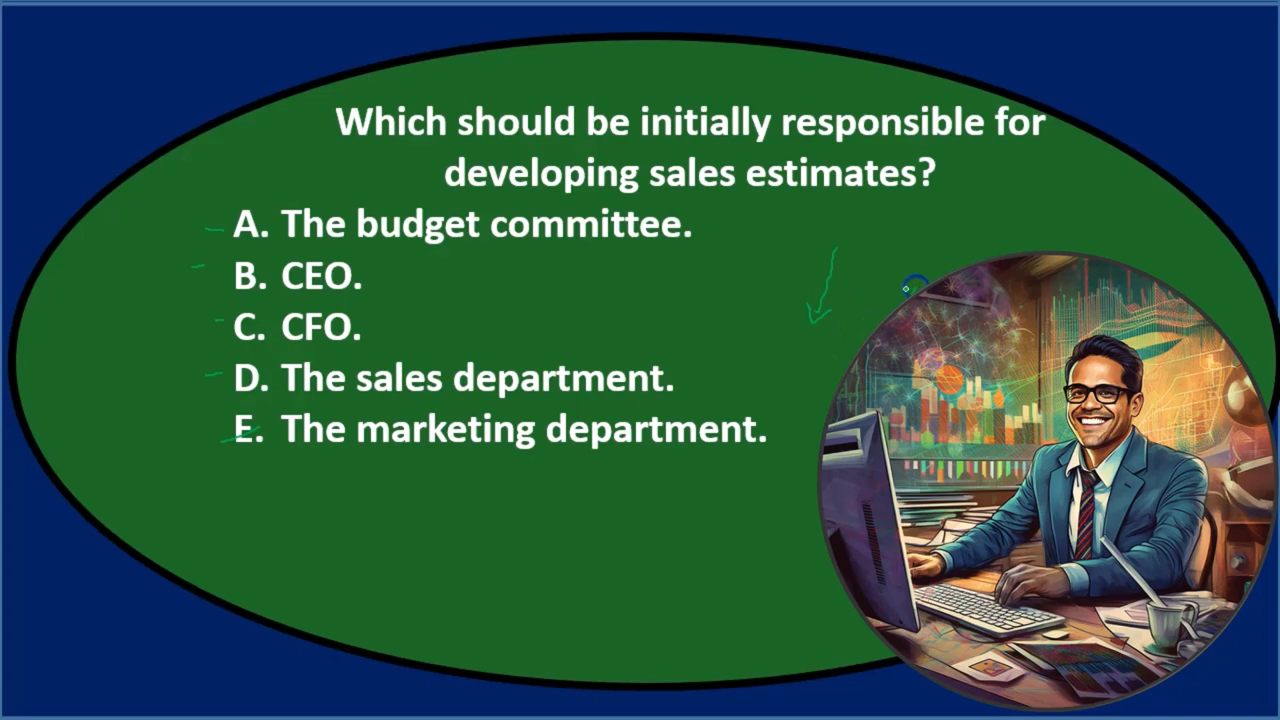 Which should be initially responsible for
developing sales estimates?
A. The budget committee.
B. CEO.
C. CFO.
D. The sales department.
E. The marketing department.